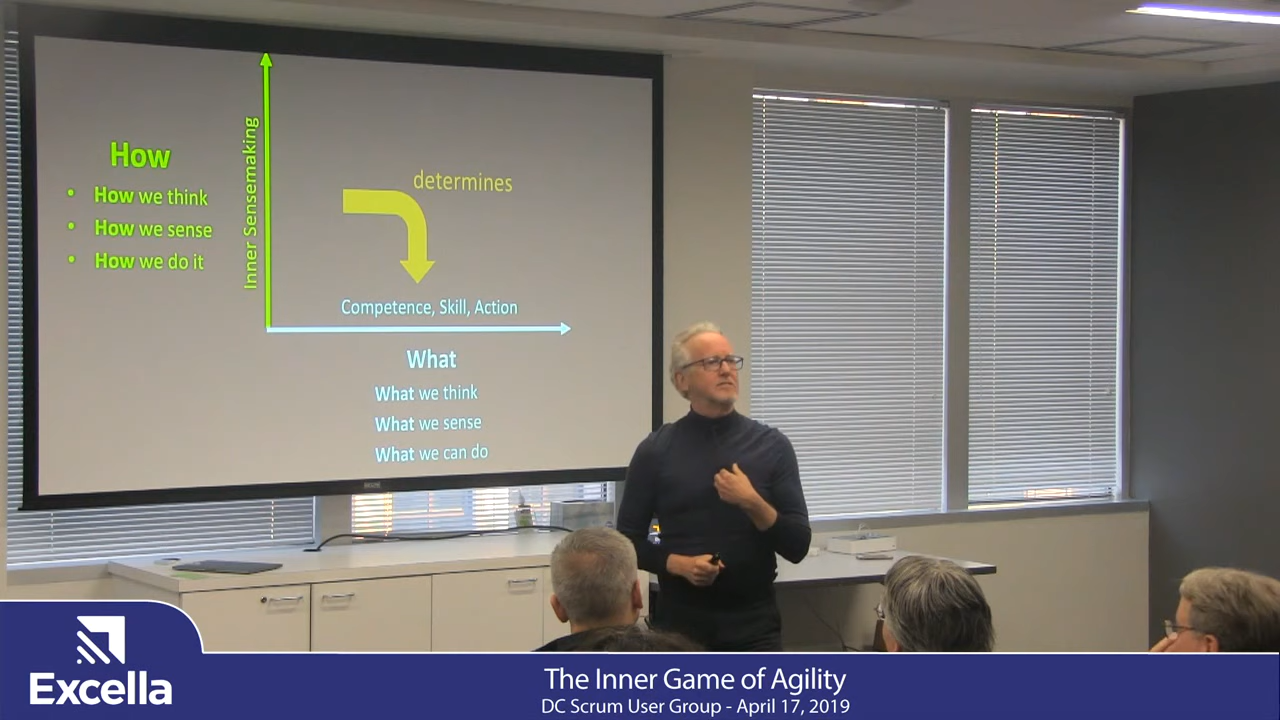 How
• How we think
• How we sense
• How we do it
Inner Sensemaking
determines
Competence, Skill, Action
What
What we think
What we sense
What we can do
Excella
The Inner Game of Agility
DC Scrum User Group - April 17, 2019